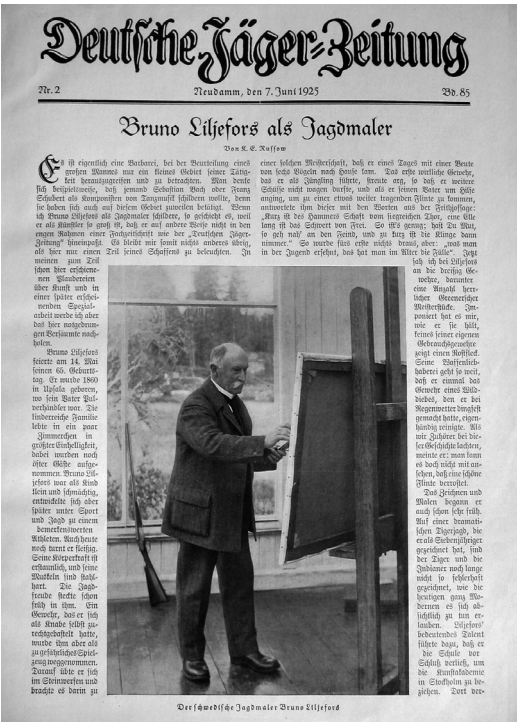 Deutsche Jäger-Zeitung
Nr. 2
Neudamm, den 7. Juni 1925
Bd. 85
Bruno Liljefors als Jagdmaler
Von K. E. Russow
Es ist eigentlich eine Barbarei, bei der Beurteilung eines
großen Mannes nur ein kleines Gebiet seiner Tätig-
keit herauszugreifen und zu betrachten. Man denke
sich beispielsweise, daß jemand Sebastian Bach oder Franz
Schubert als Komponisten von Tanzmusik schildern wollte, denn
sie haben sich auch auf diesem Gebiet zuweilen betätigt. Wenn
ich Bruno Liljefors als Jagdmaler schildere, so geschieht es, weil
er als Künstler so groß ist, daß er auf andere Weise nicht in den
engen Rahmen einer Fachzeitschrift wie der „Deutschen Jäger-
Zeitung“ hineinpaßt. Es bleibt mir somit nichts anderes übrig,
als hier nur einen Teil seines Schaffens zu beleuchten. In
meinem zum Teil
schon hier erschiene-
nen Plaudereien
über Kunst und in
einer später erschei-
nenden Spezial-
arbeit werde ich aber
das hier notgedrun-
gen Versäumte nach-
holen.
Bruno Liljefors
feierte am 14. Mai
seinen 65. Geburts-
tag. Er wurde 1860
in Upsala geboren,
wo sein Vater Pul-
verhändler war. Die
kinderreiche Familie
lebte in ein paar
Zimmerchen in
größter Einhelligkeit,
dabei wurden noch
öfter Gäste aufge-
nommen. Bruno Lil-
jefors war als Kind
klein und schmächtig,
entwickelte sich aber
später unter Sport
und Jagd zu einem
bemerkenswerten
Athleten. Auch heute
noch turnt er fleißig.
Seine Körperkraft ist
erstaunlich, und seine
Muskeln sind stahl-
hart. Die Jagd-
freude steckte schon
früh in ihm. Ein
Gewehr, das er sich
als Knabe selbst zu-
rechtgebastelt hatte,
wurde ihm aber als
zu gefährliches Spiel-
zeug weggenommen.
Darauf übte er sich
im Steinwerfen und
brachte es darin zu
einer solchen Meisterschaft, daß er eines Tages mit einer Beute
von sechs Vögeln nach Hause kam. Das erste wirkliche Gewehr,
das er als Jüngling führte, streute arg, so daß er weitere
Schüsse nicht wagen durfte, und als er seinen Vater um Hilfe
anging, um zu einer etwas weiter tragenden Flinte zu kommen,
antwortete ihm dieser mit den Worten aus der Frithjofsage:
„Kurz ist des Hammers Schaft vom siegreichen Thor, eine Elle
lang ist das Schwert von Frei. So ist's genug; hast Du Mut,
so geh nah' an den Feind, und zu kurz ist die Klinge dann
nimmer.“ So wurde fürs erste nichts draus, aber: „was man
in der Jugend ersehnt, das hat man im Alter die Fülle“. Jetzt
sah ich bei Liljefors
an die dreißig Ge-
wehre, darunter
eine Anzahl herr-
licher Greenerscher
Meisterstücke. Im-
poniert hat es mir,
wie er sie hält,
keines seiner eigenen
Gebrauchsgewehre
zeigt einen Rostfleck.
Seine Waffenlieb-
haberei geht so weit,
daß er einmal das
Gewehr eines Wild-
diebes, den er bei
Regenwetter dingfest
gemacht hatte, eigen-
händig reinigte. Als
wir Zuhörer bei die-
ser Geschichte lachten,
meinte er: man kann
es doch nicht mit an-
sehen, daß eine schöne
Flinte verrostet.
Das Zeichnen und
Malen begann er
auch schon sehr früh.
Auf einer dramati-
schen Tigerjagd, die
er als Siebenjähriger
gezeichnet hat, sind
der Tiger und die
Indianer noch lange
nicht so fehlerhaft
gezeichnet, wie die
heutigen ganz Mo-
dernen es sich ab-
sichtlich zu tun er-
lauben. Liljefors'
bedeutendes Talent
führte dazu, daß er
die Schule vor
Schluß verließ, um
die Kunstakademie
in Stockholm zu be-
ziehen. Dort ver-
Der schwedische Jagdmaler Bruno Liljefors